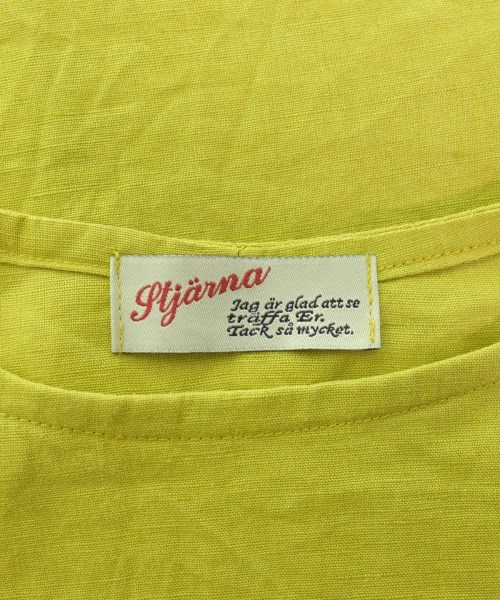 Stjärna
Jag är glad att se
träffa Er.
Tack så mycket.